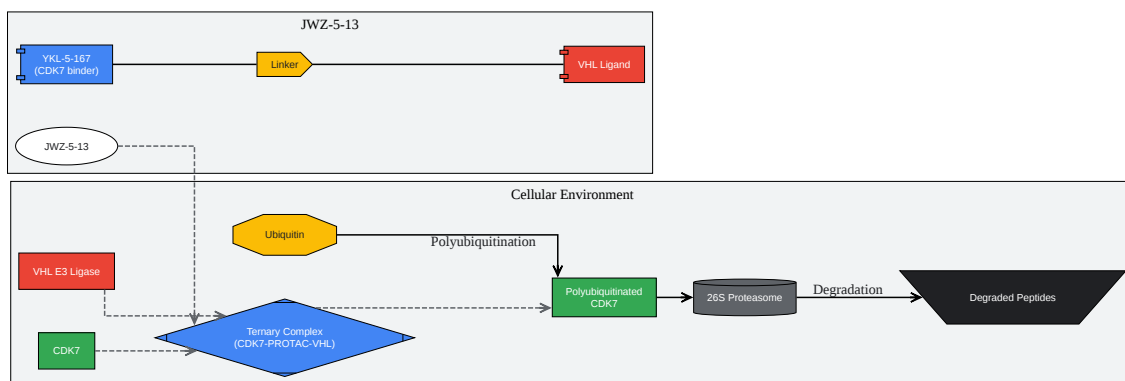 JWZ-5-13
YKL-5-167
(CDK7 binder)
Linker
VHL Ligand
JWZ-5-13
Cellular Environment
Ubiquitin
Polyubiquitination
VHL E3 Ligase
Polyubiquitinated
CDK7
26S Proteasome
Degradation
Degraded Peptides
Ternary Complex
(CDK7-PROTAC-VHL)
CDK7